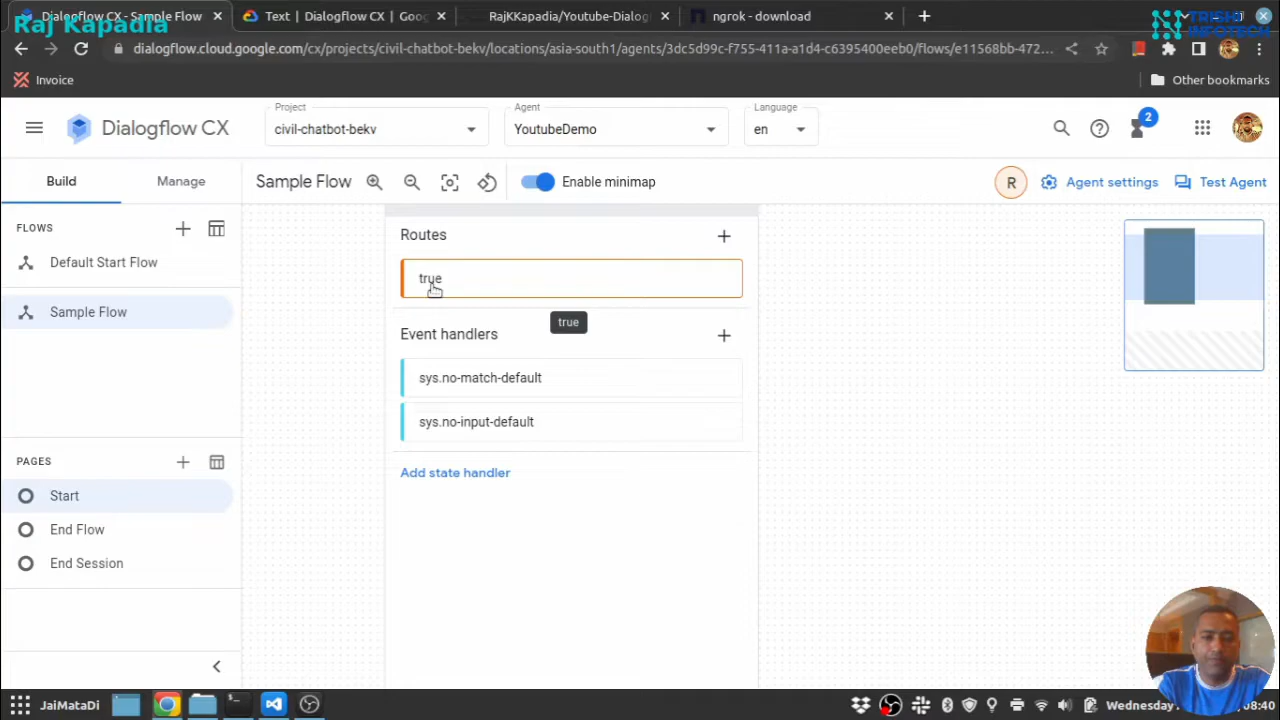 Raj Kapadia
Dialogflow CX - Sample Flow
Text | Dialogflow CX | Goog
RajKKapadia/Youtube-Dialog
ngrok - download
TRISHI INFOTECH
dialogflow.cloud.google.com/cx/projects/civil-chatbot-bekv/locations/asia-south1/agents/3dc5d99c-f755-411a-a1d4-c6395400eeb0/flows/e11568bb-472...
Invoice
Other bookmarks
Dialogflow CX
Project
civil-chatbot-bekv
Agent
YoutubeDemo
Language
en
2
Build
Manage
Sample Flow
Enable minimap
R
Agent settings
Test Agent
FLOWS
Default Start Flow
Sample Flow
Routes
true
true
Event handlers
sys.no-match-default
sys.no-input-default
Add state handler
PAGES
Start
End Flow
End Session
JaiMataDi
Wednesday
08:40